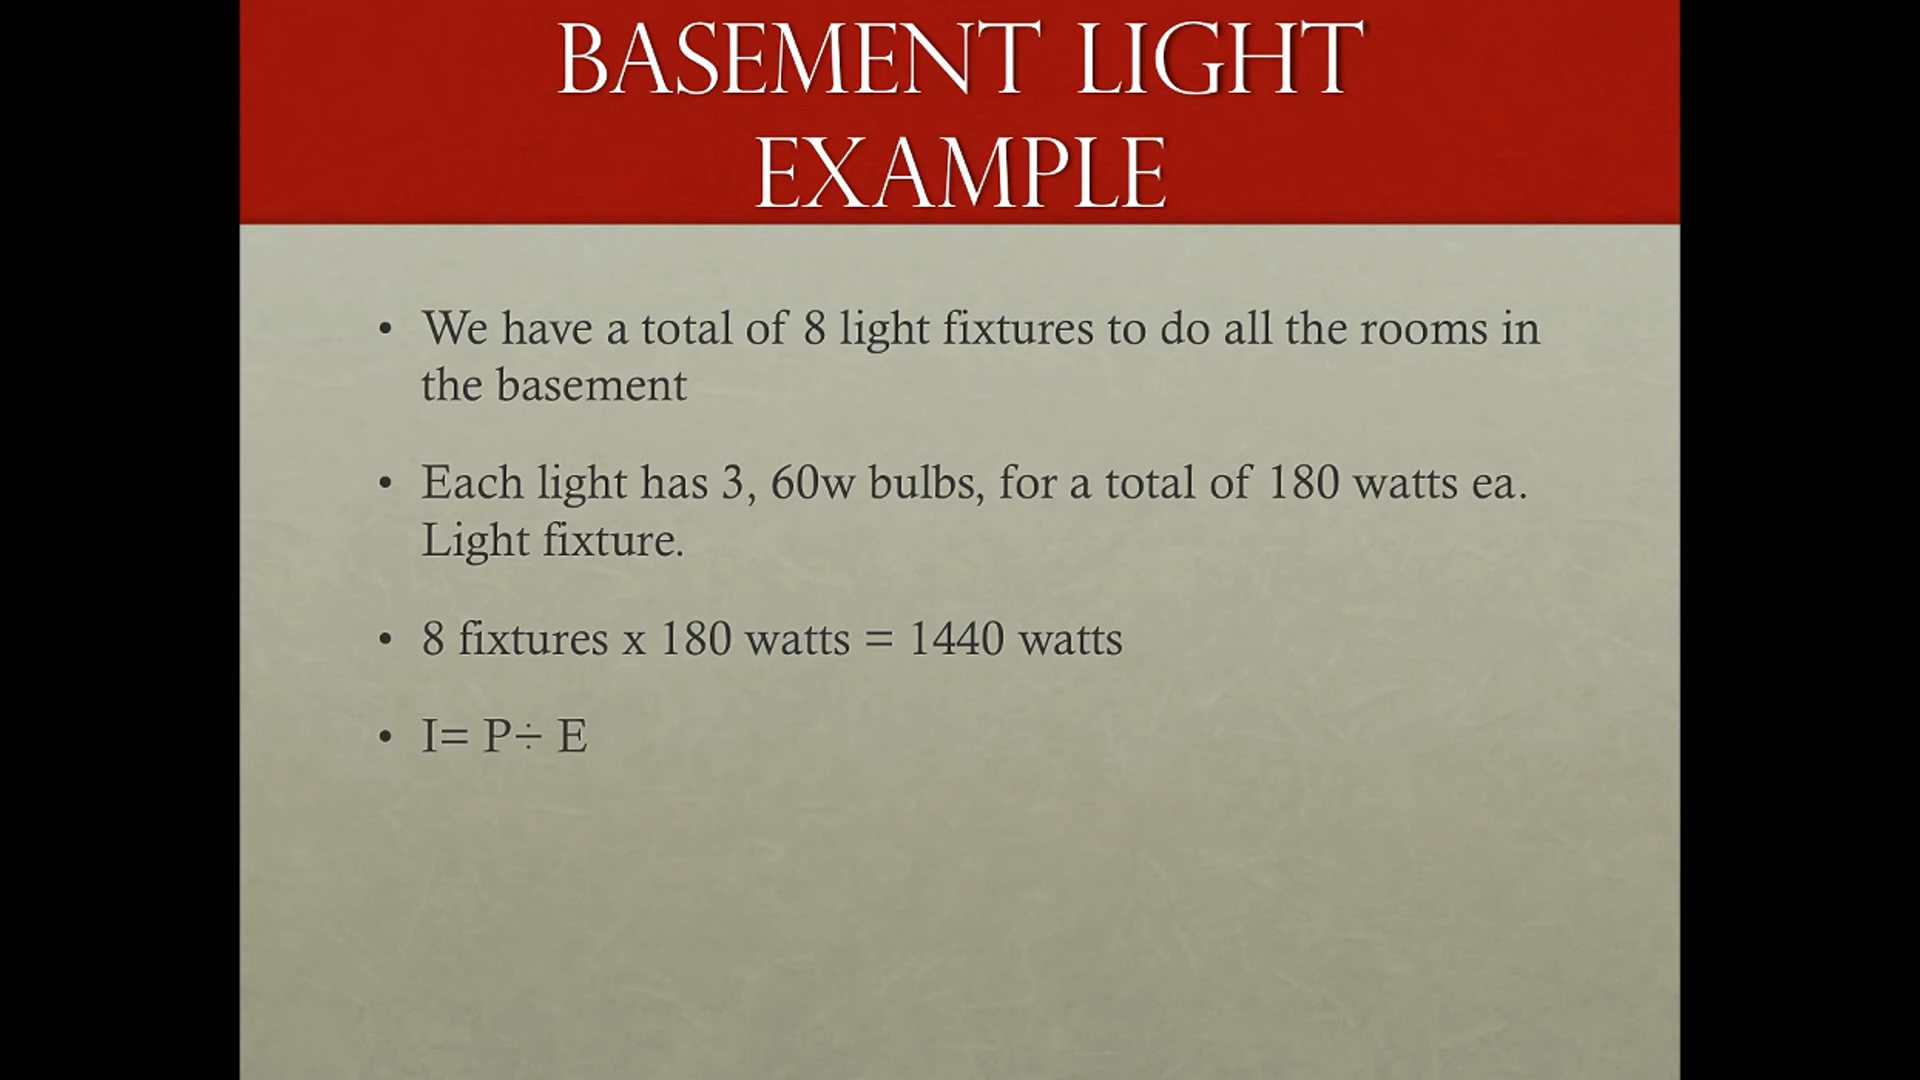 BASEMENT LIGHT
EXAMPLE
• We have a total of 8 light fixtures to do all the rooms in
the basement
• Each light has 3, 60w bulbs, for a total of 180 watts ea.
Light fixture.
• 8 fixtures x 180 watts = 1440 watts
• I= P÷ E